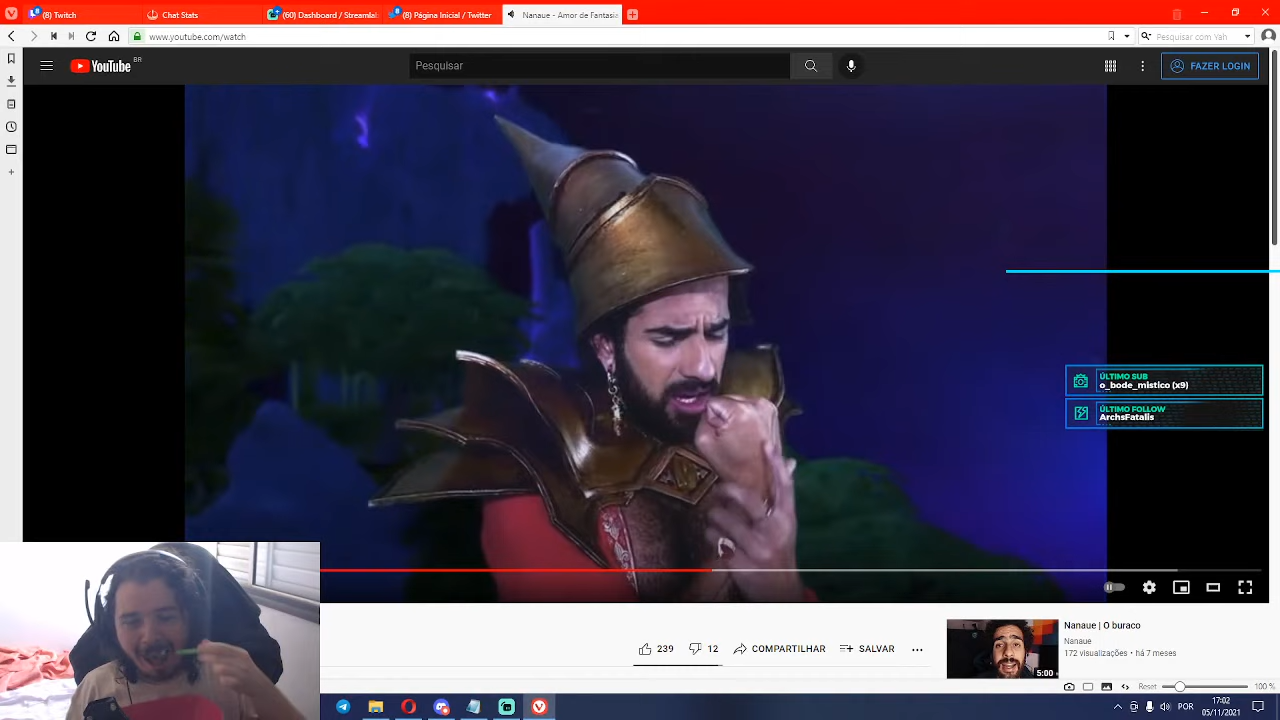 (8) Twitch
Chat Stats
(60) Dashboard / Streamlab
(8) Página Inicial / Twitter
Nanaue - Amor de Fantasia
www.youtube.com/watch
Pesquisar com Yah
YouTube BR
Pesquisar
FAZER LOGIN
ÚLTIMO SUB
o_bode_mistico (x9)
ÚLTIMO FOLLOW
ArchsFatalis
Nanaue | O buraco
Nanaue
172 visualizações • há 7 meses
5:00
239
12
COMPARTILHAR
SALVAR
Reset
100 %
POR
17:02
05/11/2021